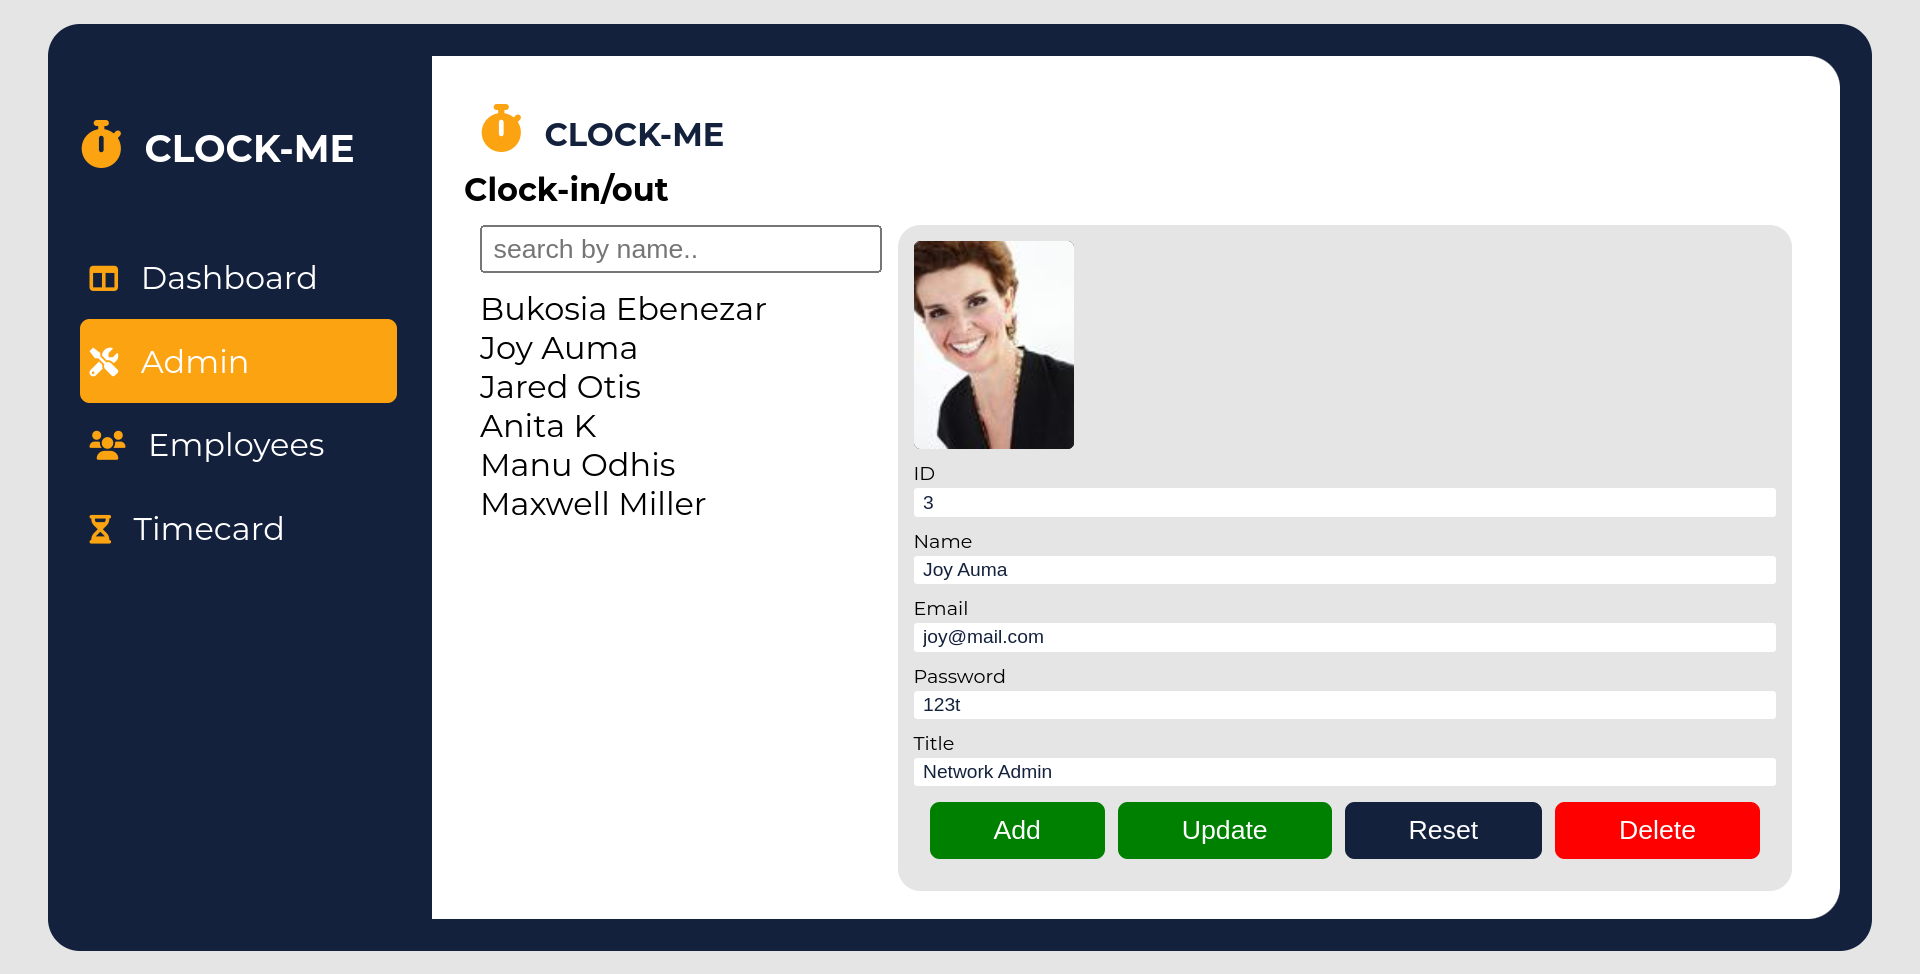 CLOCK-ME
Dashboard
Admin
Employees
Timecard
CLOCK-ME
Clock-in/out
search by name..
Bukosia Ebenezar
Joy Auma
Jared Otis
Anita K
Manu Odhis
Maxwell Miller
ID
3
Name
Joy Auma
Email
joy@mail.com
Password
123t
Title
Network Admin
Add Update Reset Delete